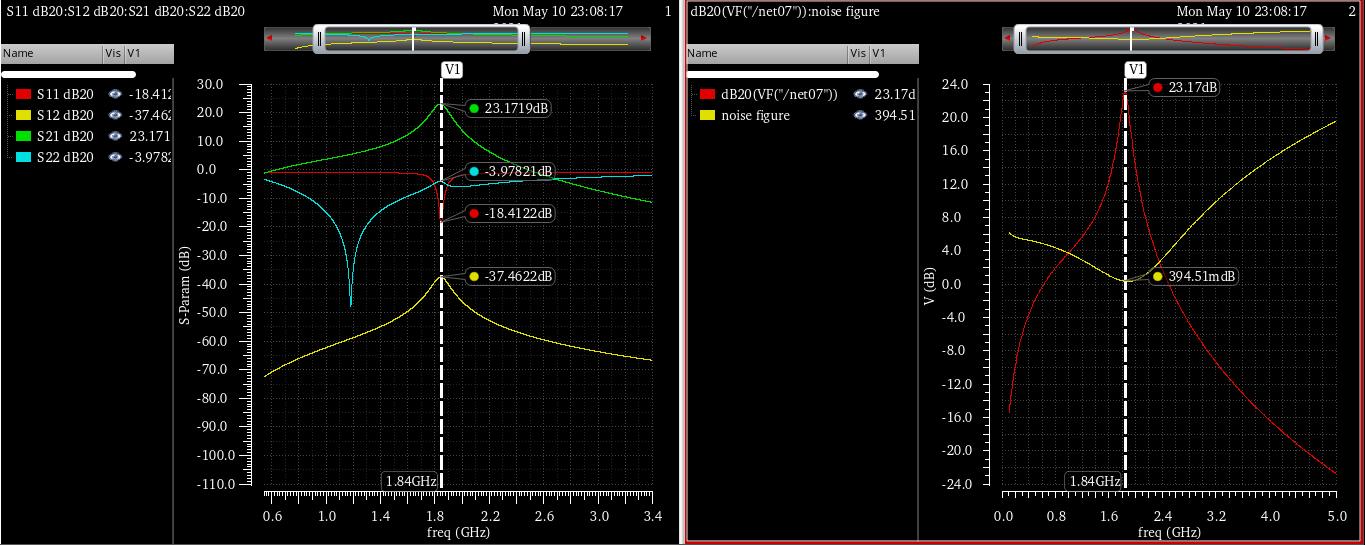 S11 dB20:S12 dB20:S21 dB20:S22 dB20
Mon May 10 23:08:17
1
Name Vis V1
S11 dB20 -18.412
S12 dB20 -37.462
S21 dB20 23.171
S22 dB20 -3.9782
V1
S-Param (dB)
30.0
20.0
10.0
0.0
-10.0
-20.0
-30.0
-40.0
-50.0
-60.0
-70.0
-80.0
-90.0
-100.0
-110.0
23.1719dB
-3.97821dB
-18.4122dB
-37.4622dB
1.84GHz
0.6 1.0 1.4 1.8 2.2 2.6 3.0 3.4
freq (GHz)
dB20(VF("/net07")):noise figure
Mon May 10 23:08:17
2
Name Vis V1
dB20(VF("/net07")) 23.17d
noise figure 394.51
V1
V (dB)
24.0
20.0
16.0
12.0
8.0
4.0
0.0
-4.0
-8.0
-12.0
-16.0
-20.0
-24.0
23.17dB
394.51mdB
1.84GHz
0.0 0.8 1.6 2.4 3.2 4.0 5.0
freq (GHz)